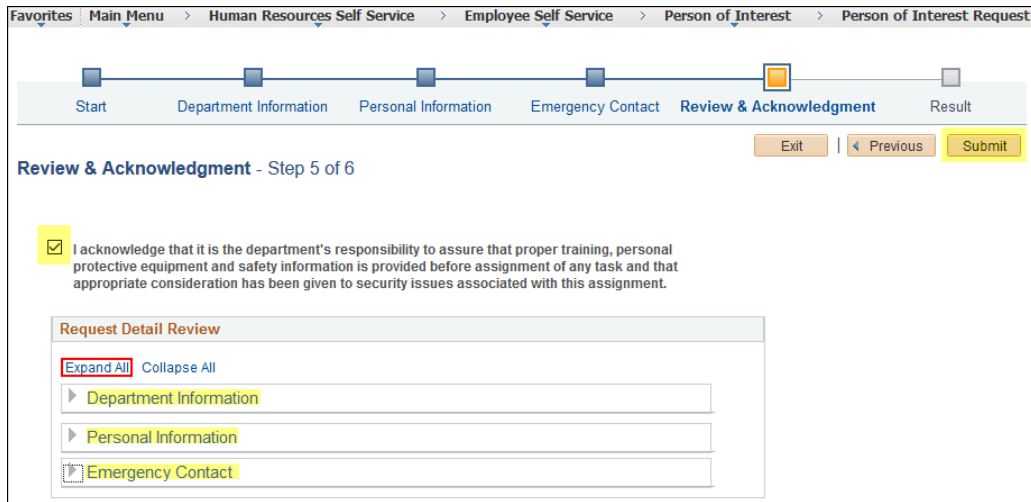 Favorites Main Menu > Human Resources Self Service > Employee Self Service > Person of Interest > Person of Interest Request
Start Department Information Personal Information Emergency Contact Review & Acknowledgment Result
Exit | Previous Submit
Review & Acknowledgment - Step 5 of 6
I acknowledge that it is the department's responsibility to assure that proper training, personal
protective equipment and safety information is provided before assignment of any task and that
appropriate consideration has been given to security issues associated with this assignment.
Request Detail Review
Expand All Collapse All
Department Information
Personal Information
Emergency Contact